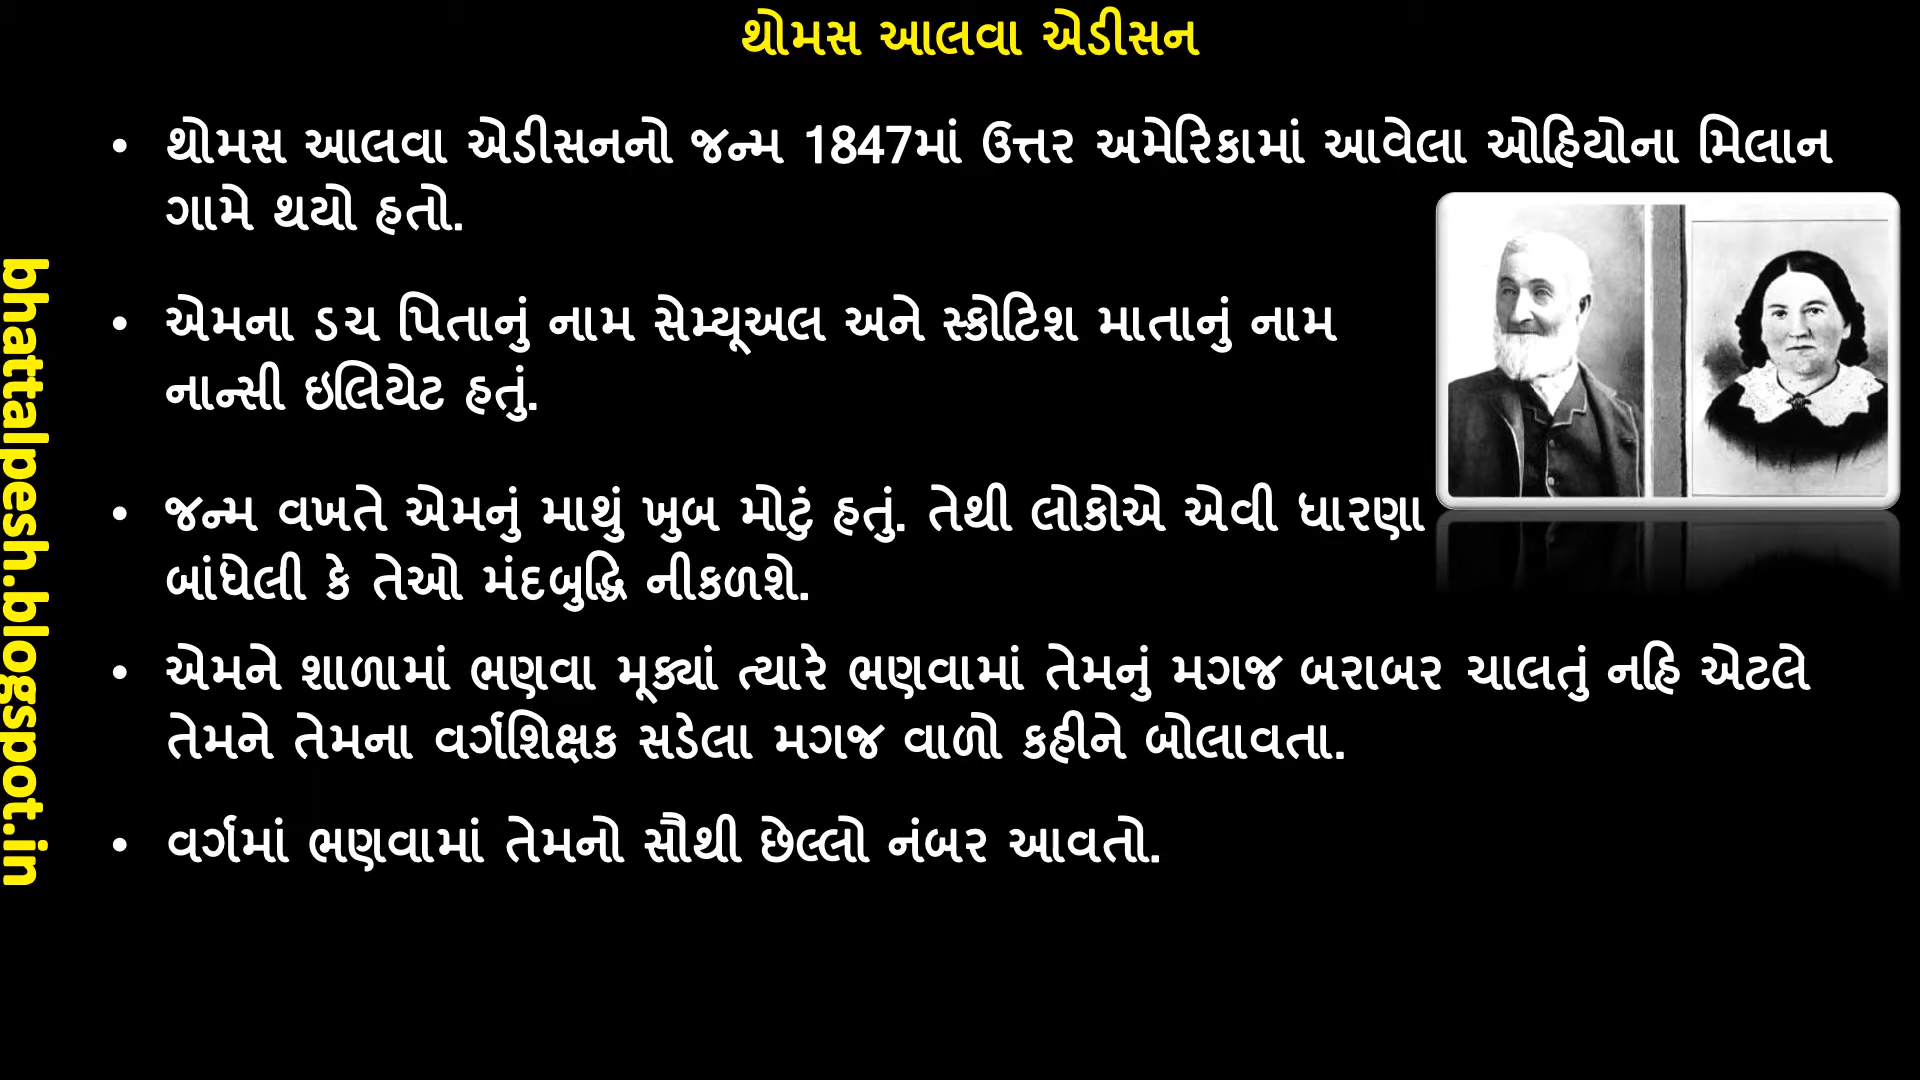 થોમસ આલવા એડીસન
• થોમસ આલવા એડીસનનો જન્મ 1847માં ઉત્તર અમેરિકામાં આવેલા ઓહિયોના મિલાન
ગામે થયો હતો.
• એમના ડચ પિતાનું નામ સેમ્યૂઅલ અને સ્કોટિશ માતાનું નામ
નાન્સી ઇલિયેટ હતું.
• જન્મ વખતે એમનું માથું ખુબ મોટું હતું. તેથી લોકોએ એવી ધારણા
બાંધેલી કે તેઓ મંદબુદ્ધિ નીકળશે.
• એમને શાળામાં ભણવા મૂક્યાં ત્યારે ભણવામાં તેમનું મગજ બરાબર ચાલતું નહિ એટલે
તેમને તેમના વર્ગશિક્ષક સડેલા મગજ વાળો કહીને બોલાવતા.
• વર્ગમાં ભણવામાં તેમનો સૌથી છેલ્લો નંબર આવતો.
bhattalpesh.blogspot.in